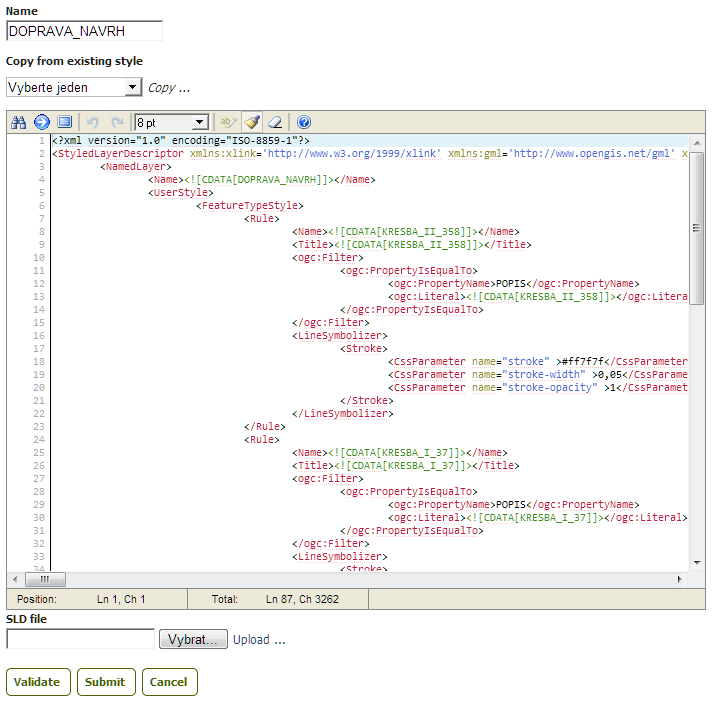 Name
DOPRAVA_NAVRH
Copy from existing style
Vyberte jeden Copy ...
8 pt
1 <?xml version="1.0" encoding="ISO-8859-1"?>
2 <StyledLayerDescriptor xmlns:xlink='http://www.w3.org/1999/xlink' xmlns:gml='http://www.opengis.net/gml' x
3 <NamedLayer>
4 <Name><![CDATA[DOPRAVA_NAVRH]]></Name>
5 <UserStyle>
6 <FeatureTypeStyle>
7 <Rule>
8 <Name><![CDATA[KRESBA_II_358]]></Name>
9 <Title><![CDATA[KRESBA_II_358]]></Title>
10 <ogc:Filter>
11 <ogc:PropertyIsEqualTo>
12 <ogc:PropertyName>POPIS</ogc:PropertyName>
13 <ogc:Literal><![CDATA[KRESBA_II_358]]></ogc:Litera
14 </ogc:PropertyIsEqualTo>
15 </ogc:Filter>
16 <LineSymbolizer>
17 <Stroke>
18 <CssParameter name="stroke" >#ff7f7f</CssParameter
19 <CssParameter name="stroke-width" >0,05</CssParame
20 <CssParameter name="stroke-opacity" >1</CssParamet
21 </Stroke>
22 </LineSymbolizer>
23 </Rule>
24 <Rule>
25 <Name><![CDATA[KRESBA_I_37]]></Name>
26 <Title><![CDATA[KRESBA_I_37]]></Title>
27 <ogc:Filter>
28 <ogc:PropertyIsEqualTo>
29 <ogc:PropertyName>POPIS</ogc:PropertyName>
30 <ogc:Literal><![CDATA[KRESBA_I_37]]></ogc:Literal>
31 </ogc:PropertyIsEqualTo>
32 </ogc:Filter>
33 <LineSymbolizer>
34 <Stroke>
Position: Ln 1, Ch 1 Total: Ln 87, Ch 3262
SLD file
Vybrat... Upload ...
Validate Submit Cancel